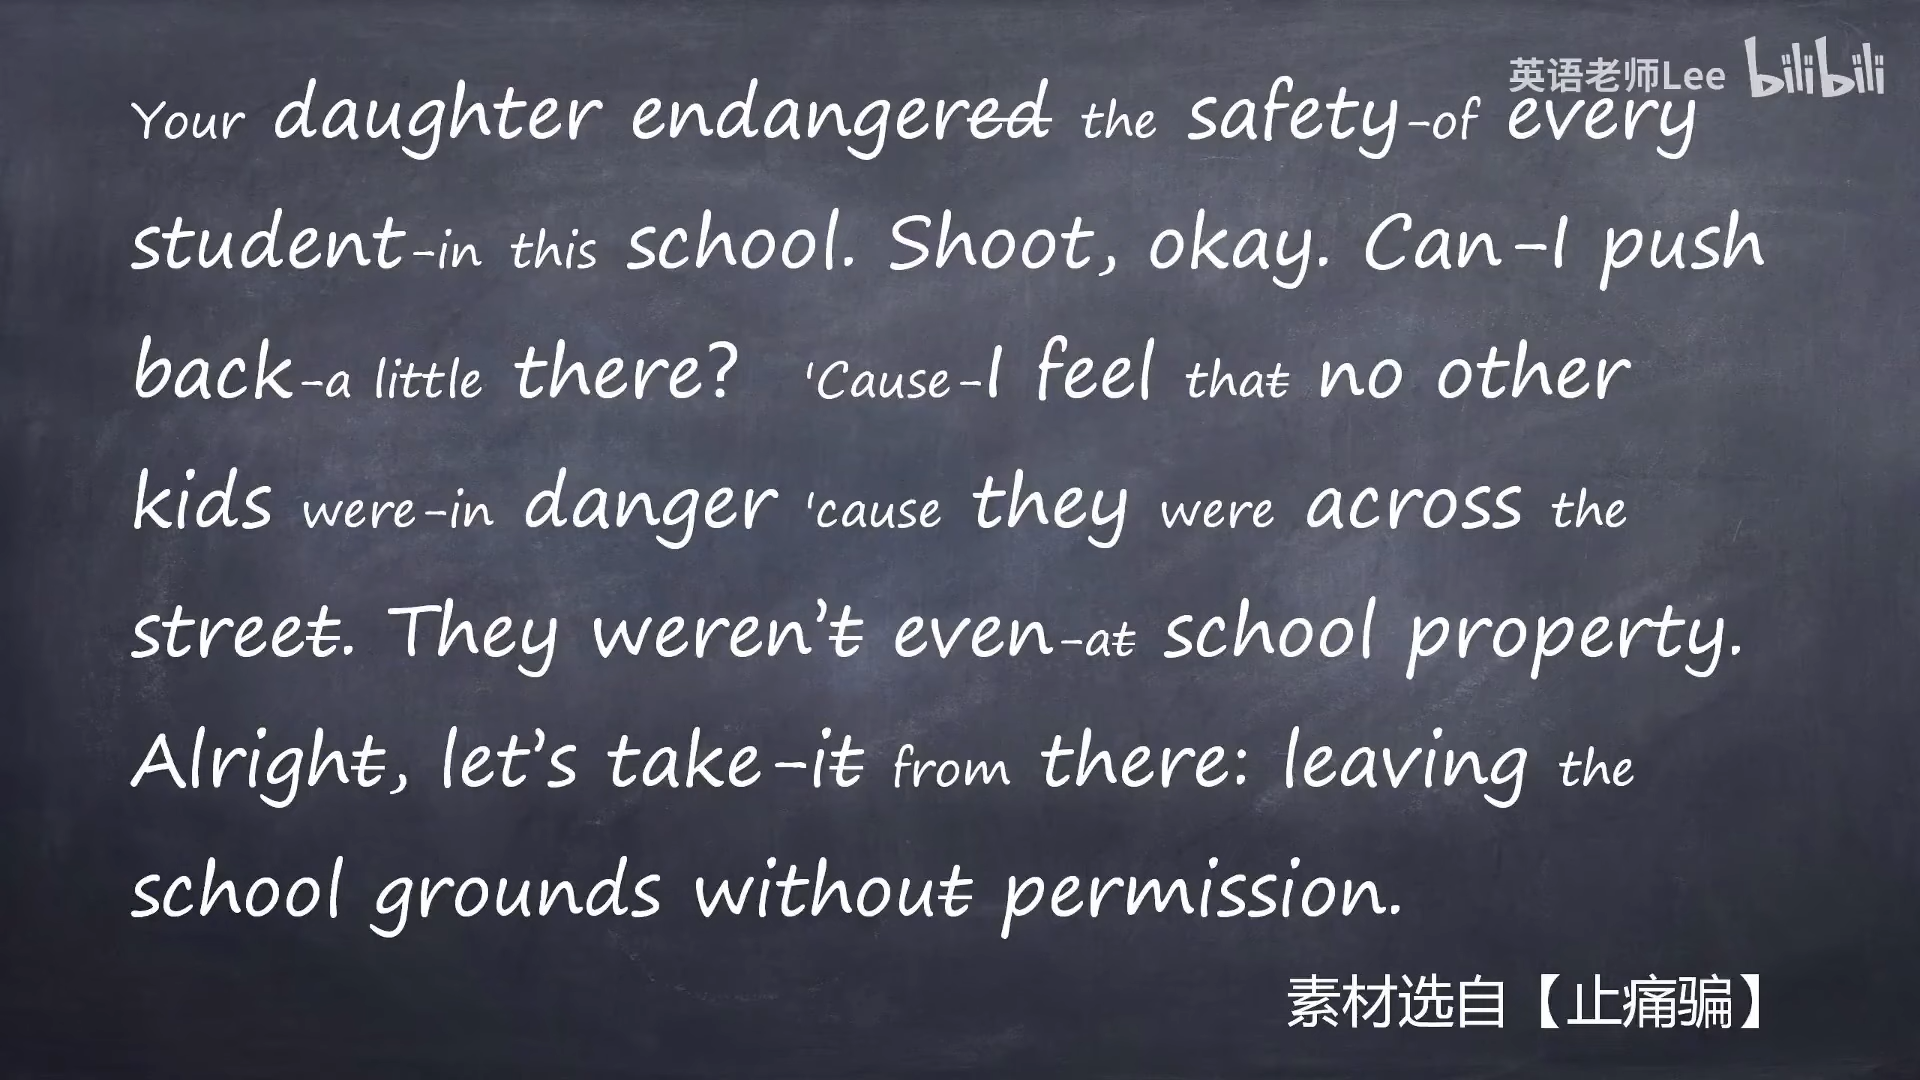 英语老师Lee bilibili
Your daughter endangered the safety-of every
student-in this school. Shoot, okay. Can-I push
back-a little there? 'Cause-I feel that no other
kids were-in danger 'cause they were across the
street. They weren't even-at school property.
Alright, let's take-it from there: leaving the
school grounds without permission.
素材选自【止痛骗】